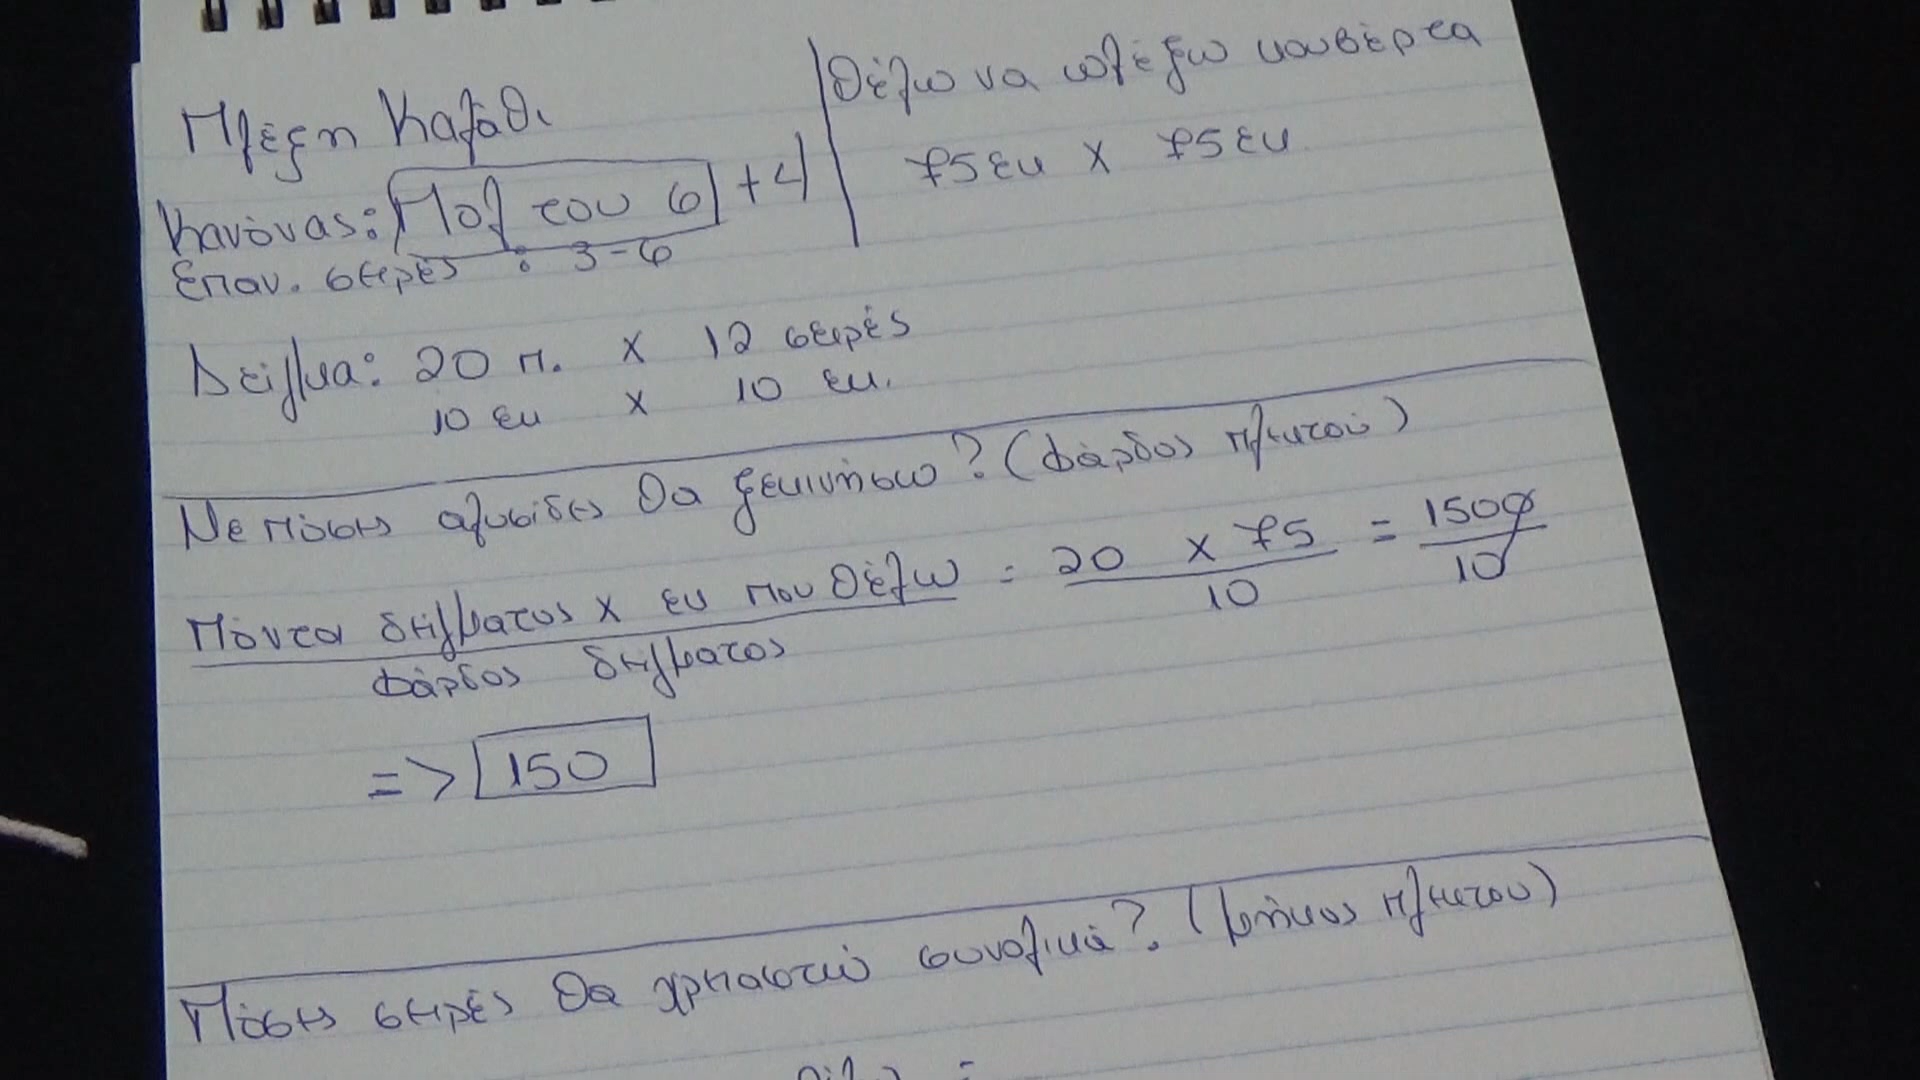 Πλέξη Καλάθι
Κανόνας: Πολ του 6 + 4
Επαν. σειρές : 3-6
Θέλω να πλέξω κουβέρτα
75εκ x 75εκ
Δείγμα: 20 π. x 12 σειρές
10 εκ x 10 εκ.
Με πόσες αλυσίδες θα ξεκινήσω? (φάρδος πλεκτού)
Πόντοι δείγματος x εκ που θέλω = 20 x 75 = 1500
φάρδος δείγματος 10 10
=> 150
Πόσες σειρές θα χρειαστώ συνολικά? (μήκος πλεκτού)